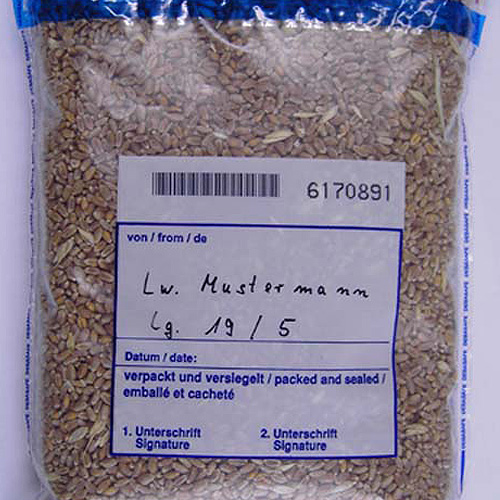 6170891
von / from / de
Lw. Mustermann
Lg. 19 / 5
Datum / date:
verpackt und versiegelt / packed and sealed /
emballé et cacheté
1. Unterschrift 2. Unterschrift
Signature Signature